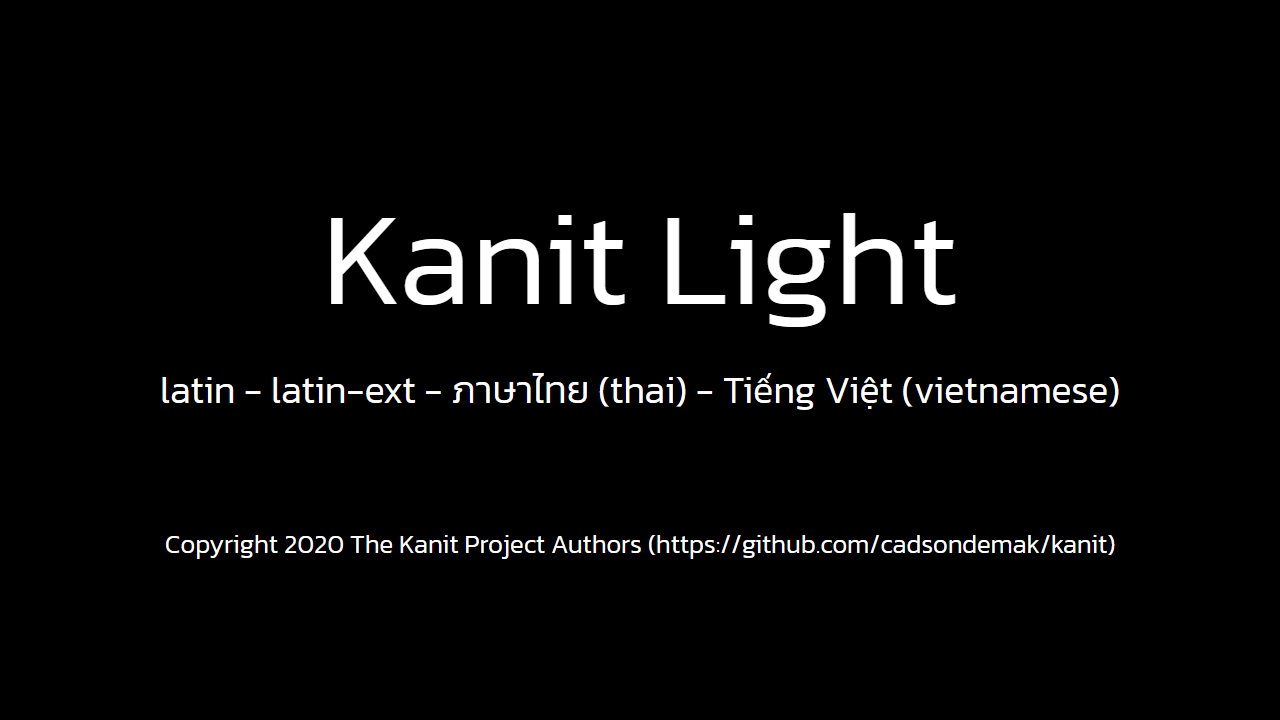 Kanit Light
latin - latin-ext - ภาษาไทย (thai) - Tiếng Việt (vietnamese)
Copyright 2020 The Kanit Project Authors (https://github.com/cadsondemak/kanit)